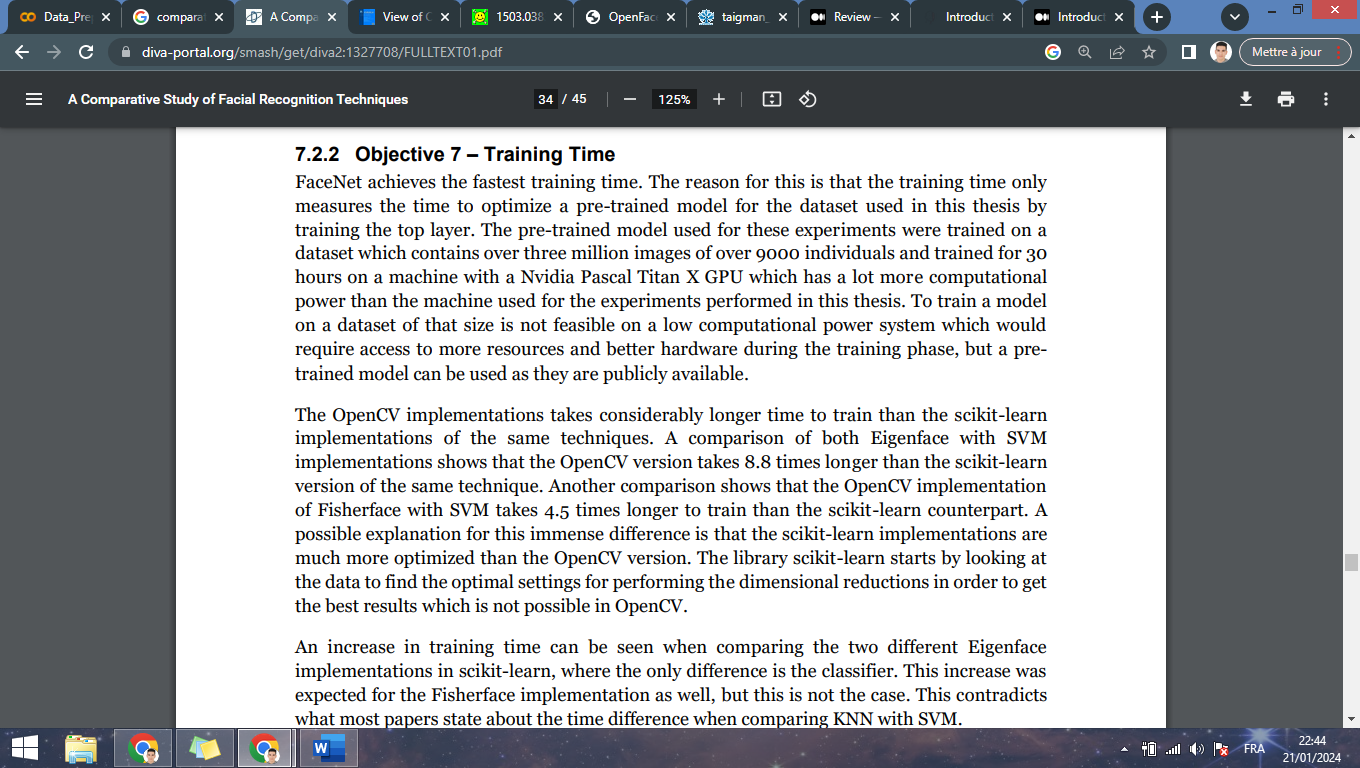 Data_Pre
compara
A Compa
View of C
1503.038
OpenFac
taigman_
Review —
Introduct
Introduct
diva-portal.org/smash/get/diva2:1327708/FULLTEXT01.pdf
Mettre à jour
A Comparative Study of Facial Recognition Techniques
34 / 45
125%
7.2.2 Objective 7 – Training Time
FaceNet achieves the fastest training time. The reason for this is that the training time only
measures the time to optimize a pre-trained model for the dataset used in this thesis by
training the top layer. The pre-trained model used for these experiments were trained on a
dataset which contains over three million images of over 9000 individuals and trained for 30
hours on a machine with a Nvidia Pascal Titan X GPU which has a lot more computational
power than the machine used for the experiments performed in this thesis. To train a model
on a dataset of that size is not feasible on a low computational power system which would
require access to more resources and better hardware during the training phase, but a pre-
trained model can be used as they are publicly available.
The OpenCV implementations takes considerably longer time to train than the scikit-learn
implementations of the same techniques. A comparison of both Eigenface with SVM
implementations shows that the OpenCV version takes 8.8 times longer than the scikit-learn
version of the same technique. Another comparison shows that the OpenCV implementation
of Fisherface with SVM takes 4.5 times longer to train than the scikit-learn counterpart. A
possible explanation for this immense difference is that the scikit-learn implementations are
much more optimized than the OpenCV version. The library scikit-learn starts by looking at
the data to find the optimal settings for performing the dimensional reductions in order to get
the best results which is not possible in OpenCV.
An increase in training time can be seen when comparing the two different Eigenface
implementations in scikit-learn, where the only difference is the classifier. This increase was
expected for the Fisherface implementation as well, but this is not the case. This contradicts
what most papers state about the time difference when comparing KNN with SVM.
FRA
22:44
21/01/2024